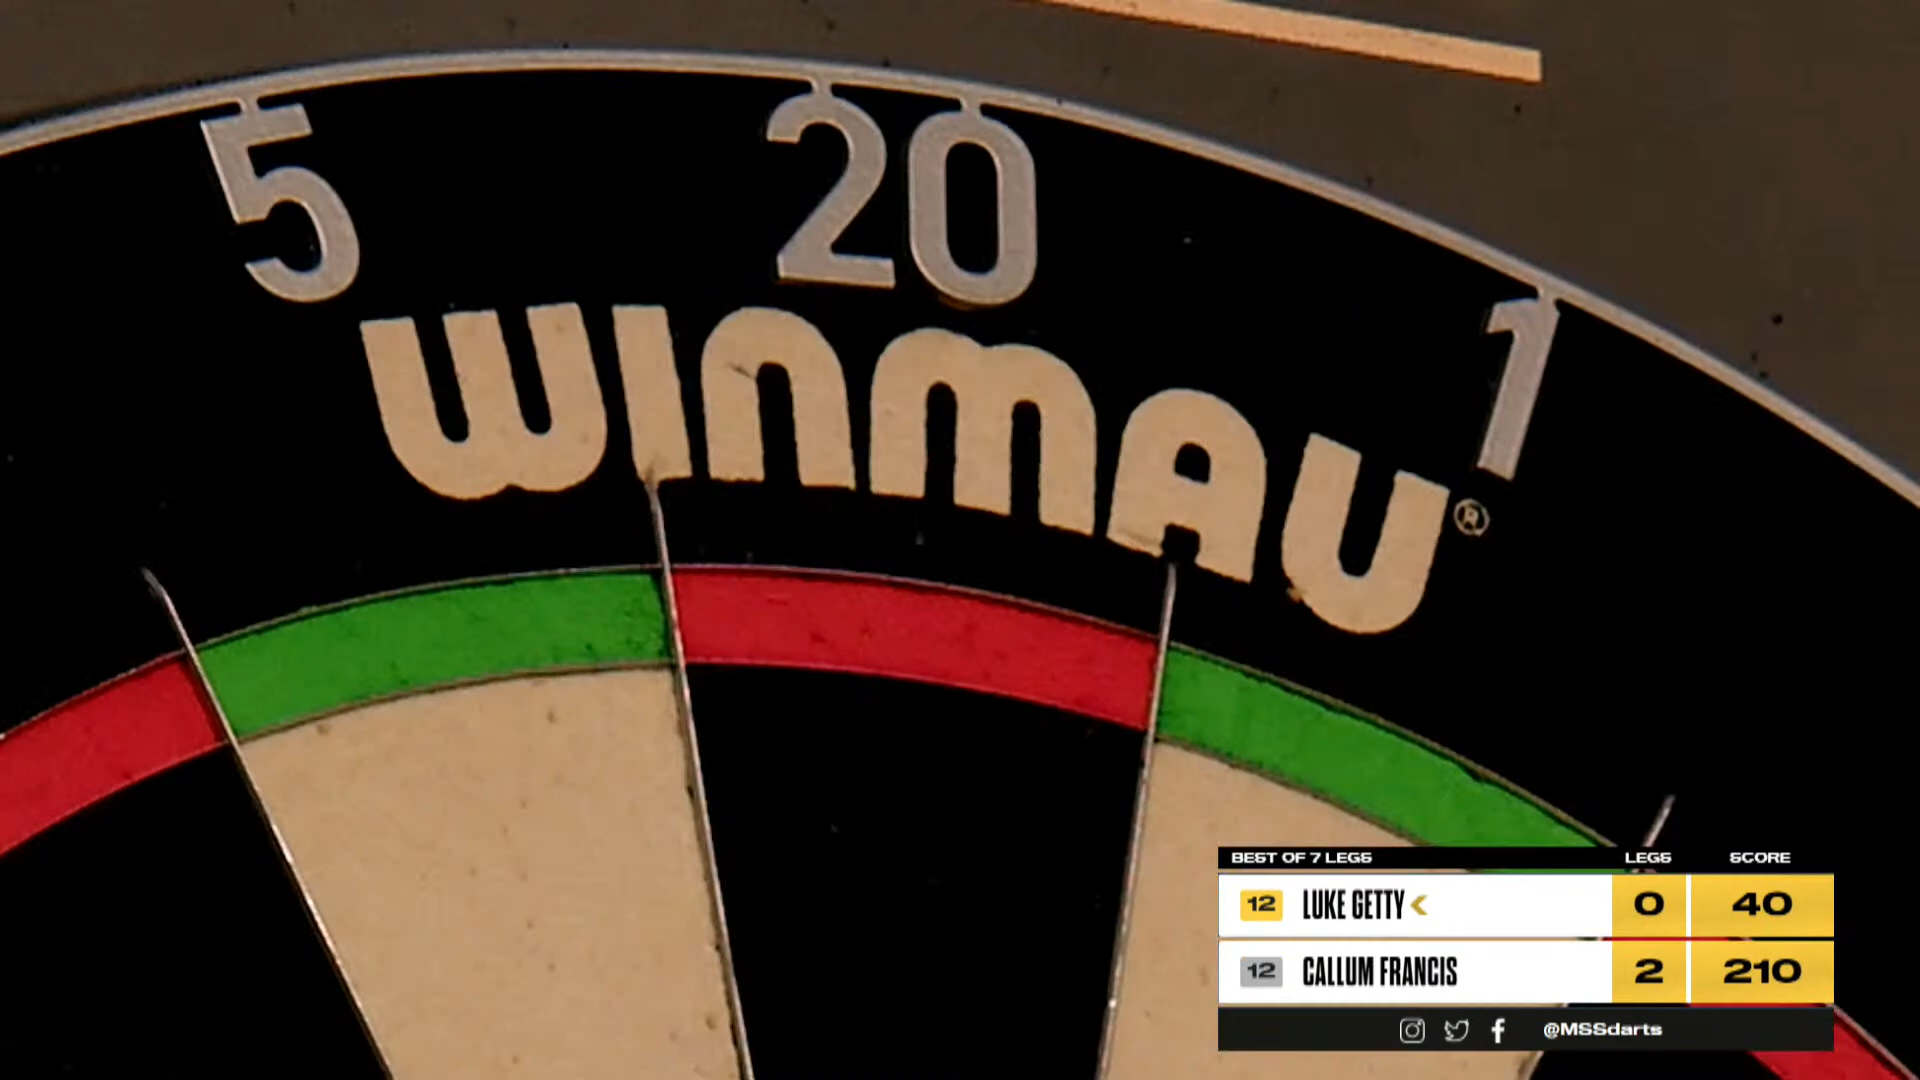 5 20 1
WINMAU®
BEST OF 7 LEGS LEGS SCORE
12 LUKE GETTY 0 40
12 CALLUM FRANCIS 2 210
@MSSdarts